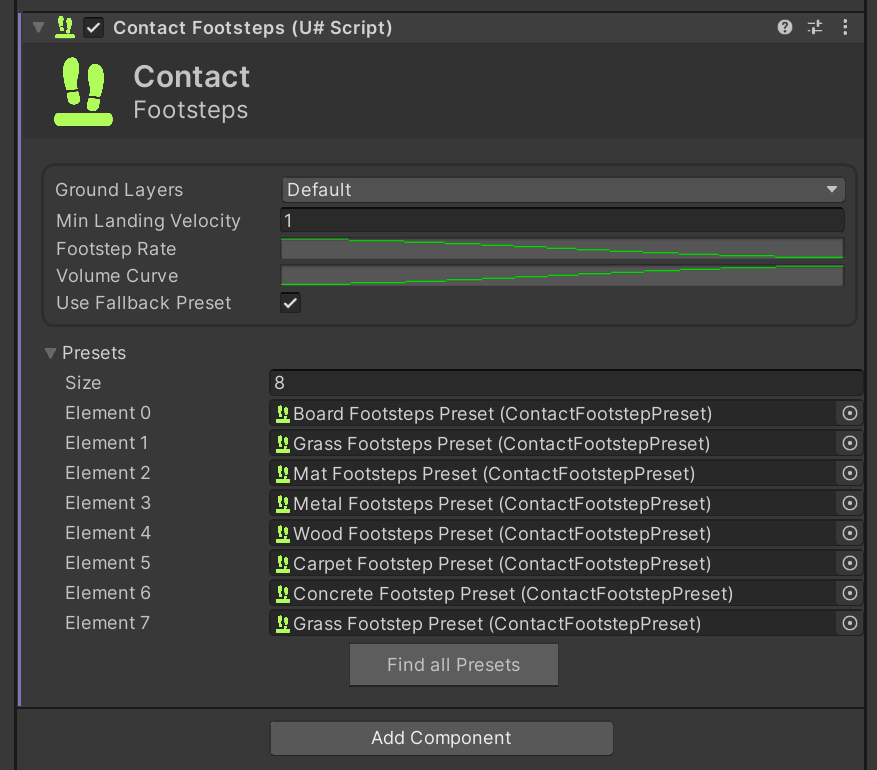 Contact Footsteps (U# Script)
Contact
Footsteps
Ground Layers Default
Min Landing Velocity 1
Footstep Rate
Volume Curve
Use Fallback Preset
Presets
Size 8
Element 0 Board Footsteps Preset (ContactFootstepPreset)
Element 1 Grass Footsteps Preset (ContactFootstepPreset)
Element 2 Mat Footsteps Preset (ContactFootstepPreset)
Element 3 Metal Footsteps Preset (ContactFootstepPreset)
Element 4 Wood Footsteps Preset (ContactFootstepPreset)
Element 5 Carpet Footstep Preset (ContactFootstepPreset)
Element 6 Concrete Footstep Preset (ContactFootstepPreset)
Element 7 Grass Footstep Preset (ContactFootstepPreset)
Find all Presets
Add Component